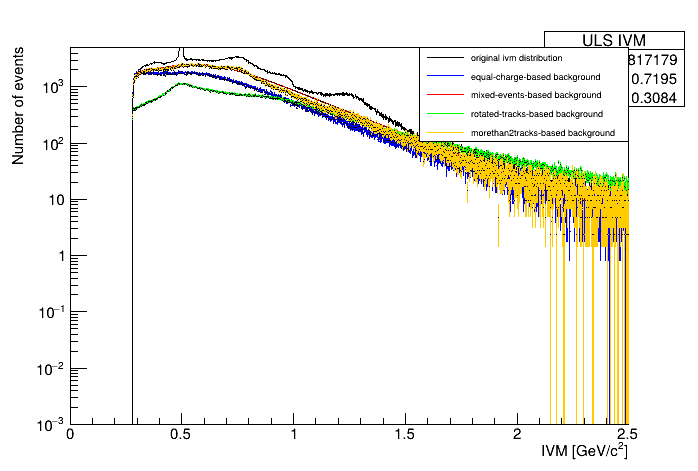 ULS IVM
817179
0.7195
0.3084
original ivm distribution
equal-charge-based background
mixed-events-based background
rotated-tracks-based background
morethan2tracks-based background
Number of events
10³
10²
10
1
10⁻¹
10⁻²
10⁻³
0 0.5 1 1.5 2 2.5
IVM [GeV/c²]